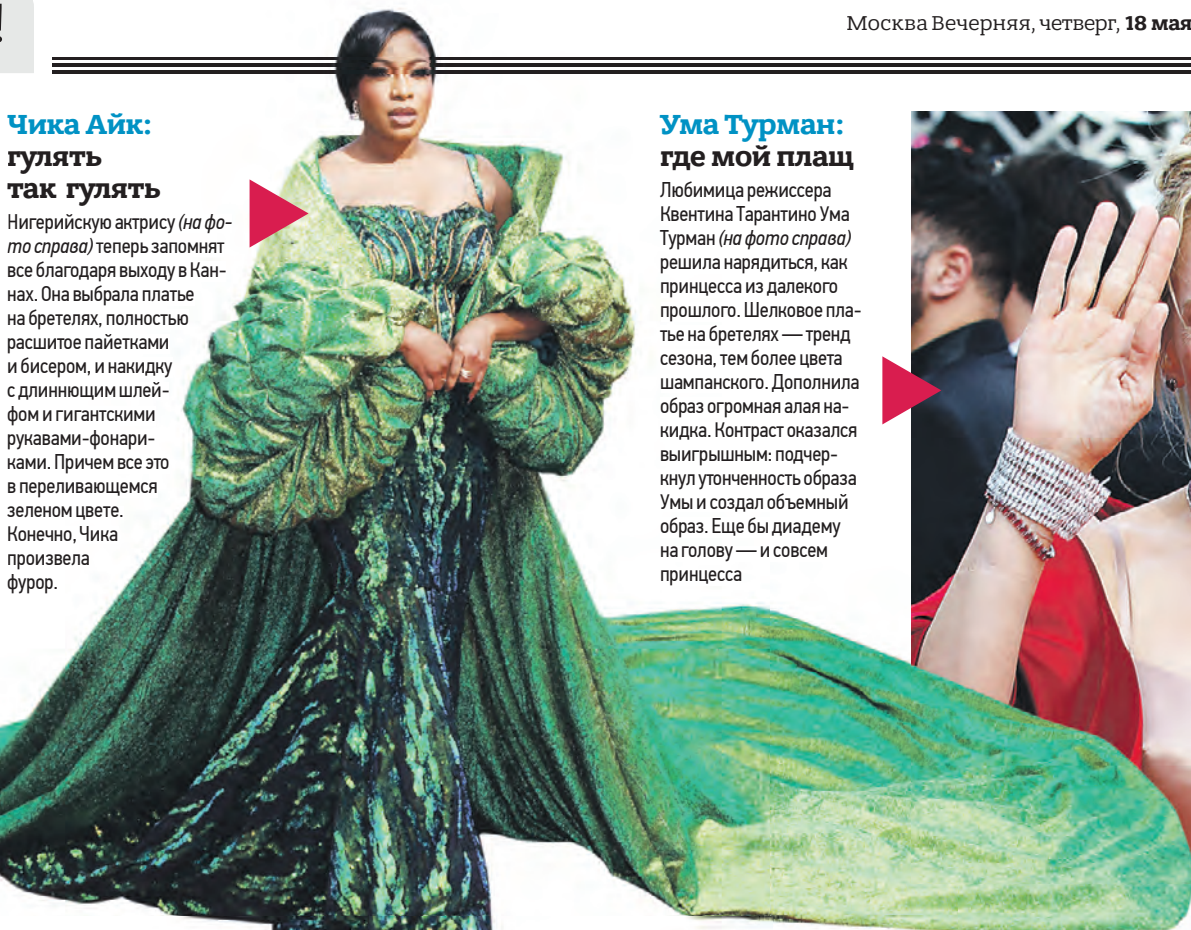 !
Москва Вечерняя, четверг, 18 мая
Чика Айк:
гулять
так гулять
Нигерийскую актрису (на фо-
то справа) теперь запомнят
все благодаря выходу в Кан-
нах. Она выбрала платье
на бретелях, полностью
расшитое пайетками
и бисером, и накидку
с длиннющим шлей-
фом и гигантскими
рукавами-фонари-
ками. Причем все это
в переливающемся
зеленом цвете.
Конечно, Чика
произвела
фурор.
Ума Турман:
где мой плащ
Любимица режиссера
Квентина Тарантино Ума
Турман (на фото справа)
решила нарядиться, как
принцесса из далекого
прошлого. Шелковое пла-
тье на бретелях — тренд
сезона, тем более цвета
шампанского. Дополнила
образ огромная алая на-
кидка. Контраст оказался
выигрышным: подчер-
кнул утонченность образа
Умы и создал объемный
образ. Еще бы диадему
на голову — и совсем
принцесса